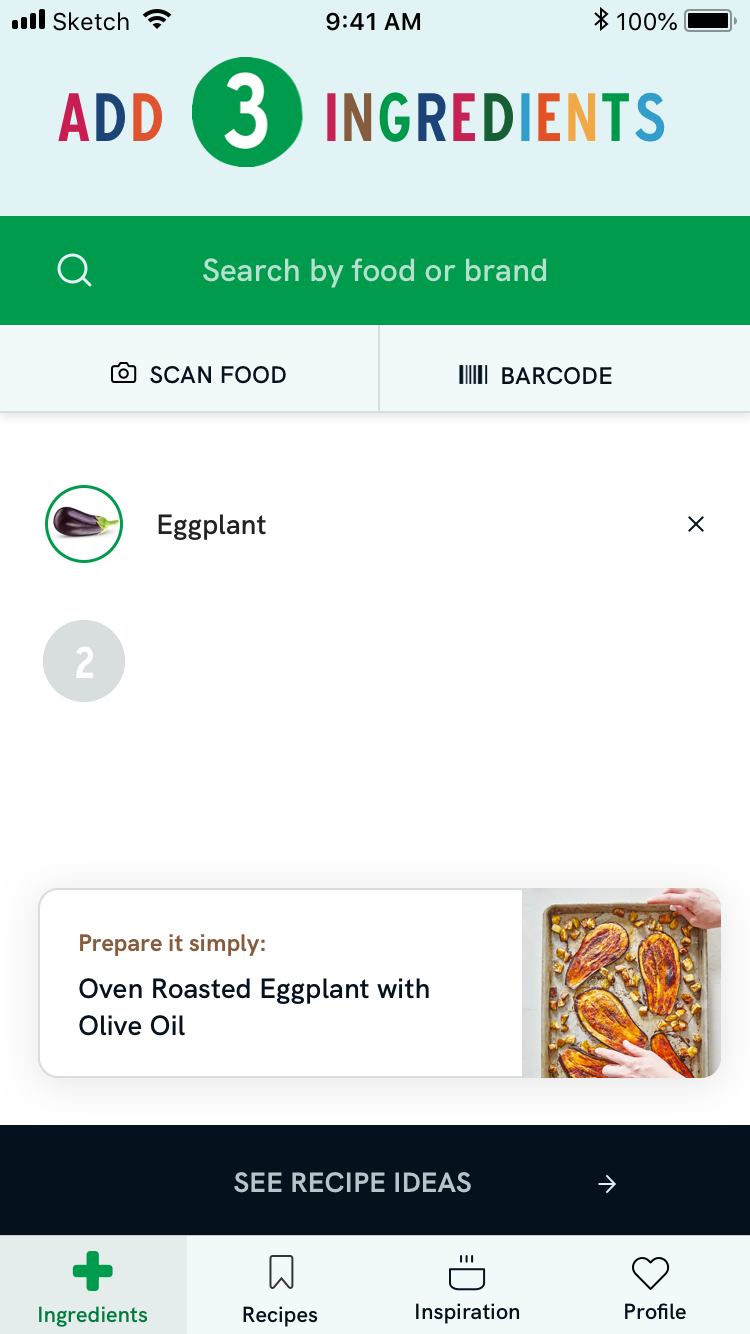 Sketch 9:41 AM 100%
ADD 3 INGREDIENTS
Search by food or brand
SCAN FOOD BARCODE
Eggplant
2
Prepare it simply:
Oven Roasted Eggplant with
Olive Oil
SEE RECIPE IDEAS
Ingredients Recipes Inspiration Profile